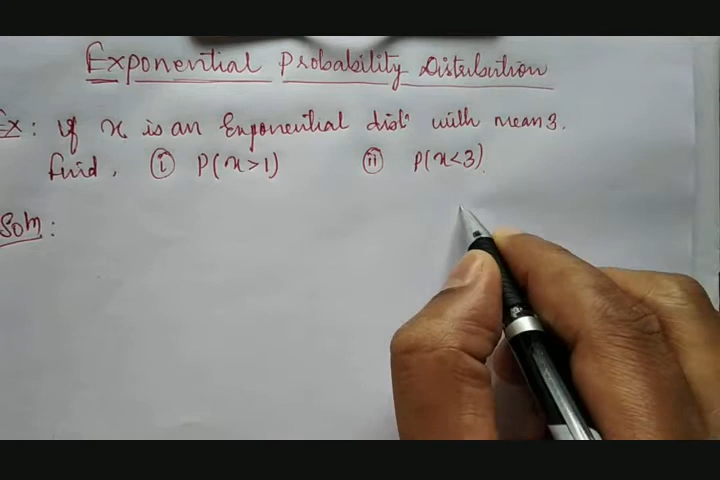 Exponential Probability Distribution
Ex: If x is an Exponential distn with mean 3.
Find, (i) P(x>1) (ii) P(x<3).
Soln: